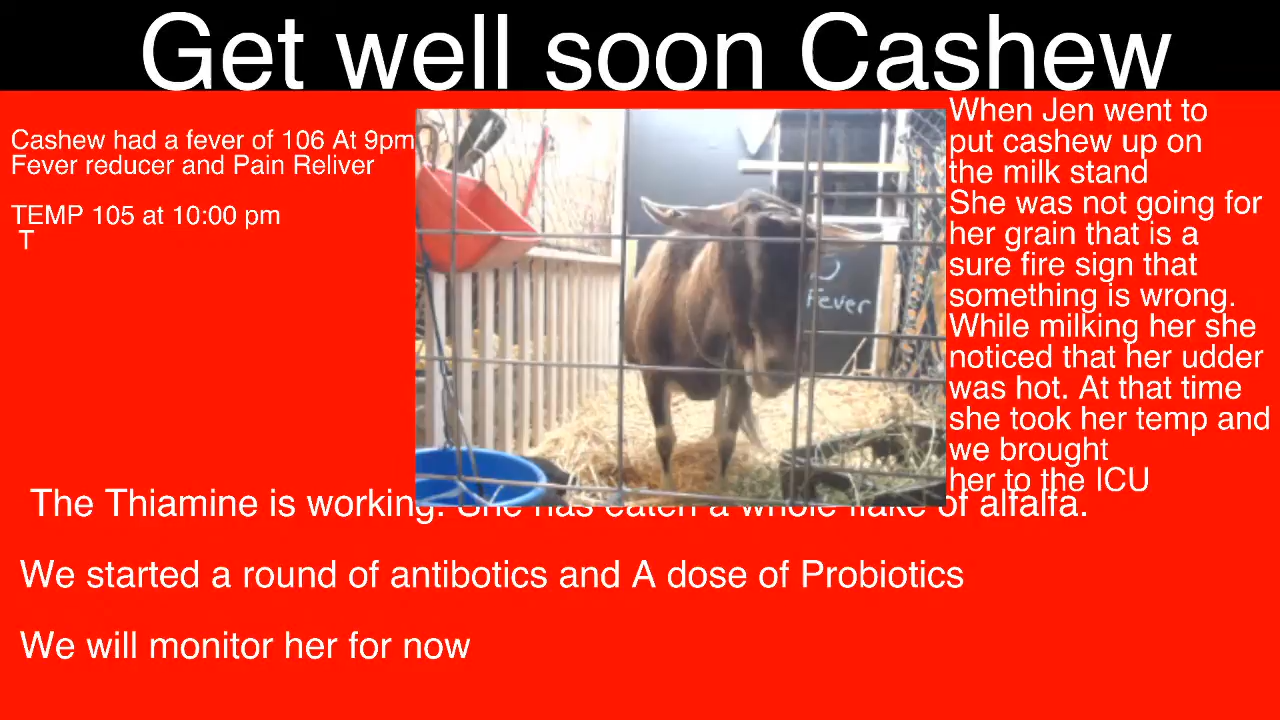 Get well soon Cashew
Cashew had a fever of 106 At 9pm
Fever reducer and Pain Reliver
TEMP 105 at 10:00 pm
T
When Jen went to
put cashew up on
the milk stand
She was not going for
her grain that is a
sure fire sign that
something is wrong.
While milking her she
noticed that her udder
was hot. At that time
she took her temp and
we brought
her to the ICU
Fever
The Thiamine is working. She has eaten a whole flake of alfalfa.
We started a round of antibotics and A dose of Probiotics
We will monitor her for now